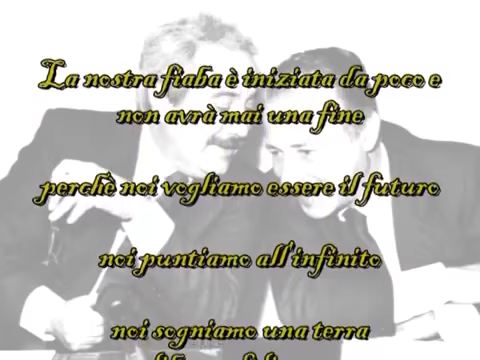 La nostra fiaba è iniziata da poco e
non avrà mai una fine
perchè noi vogliamo essere il futuro
noi puntiamo all'infinito
noi sogniamo una terra